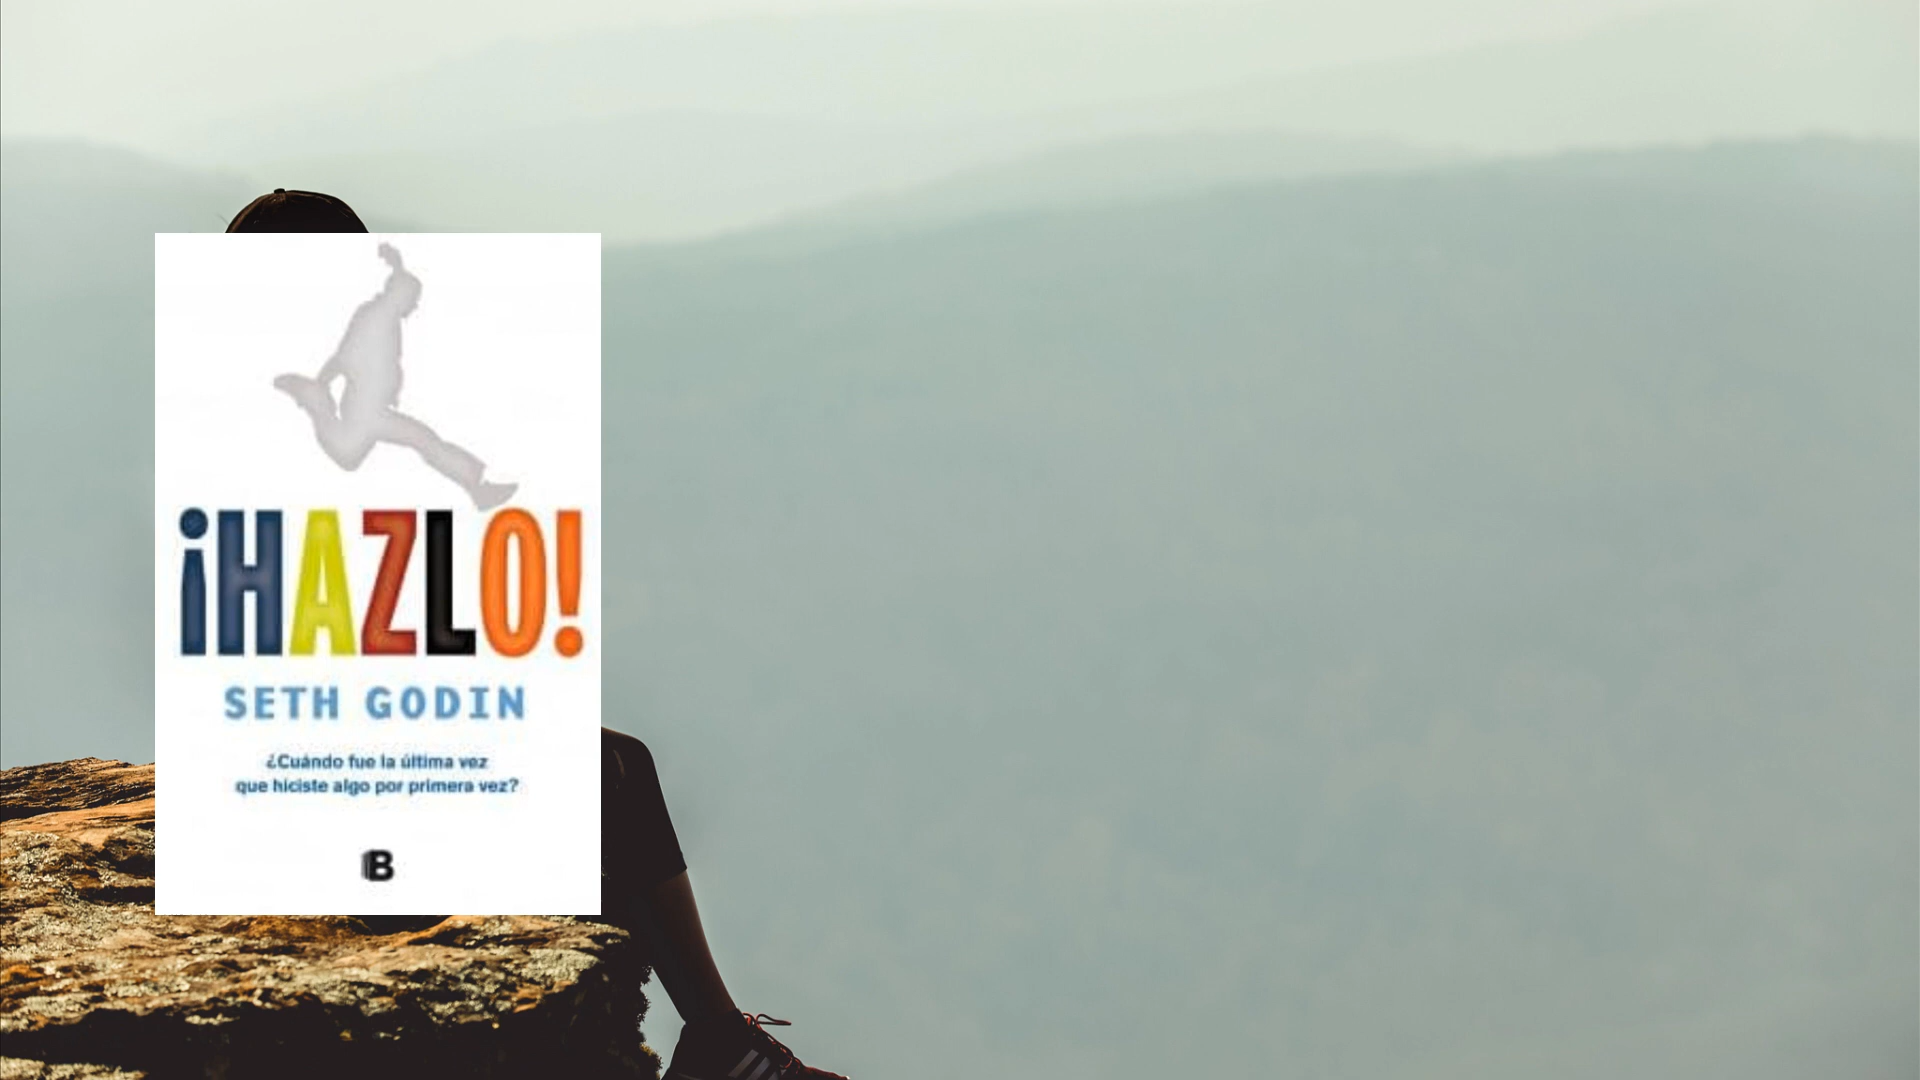 ¡HAZLO!
SETH GODIN
¿Cuándo fue la última vez
que hiciste algo por primera vez?
B